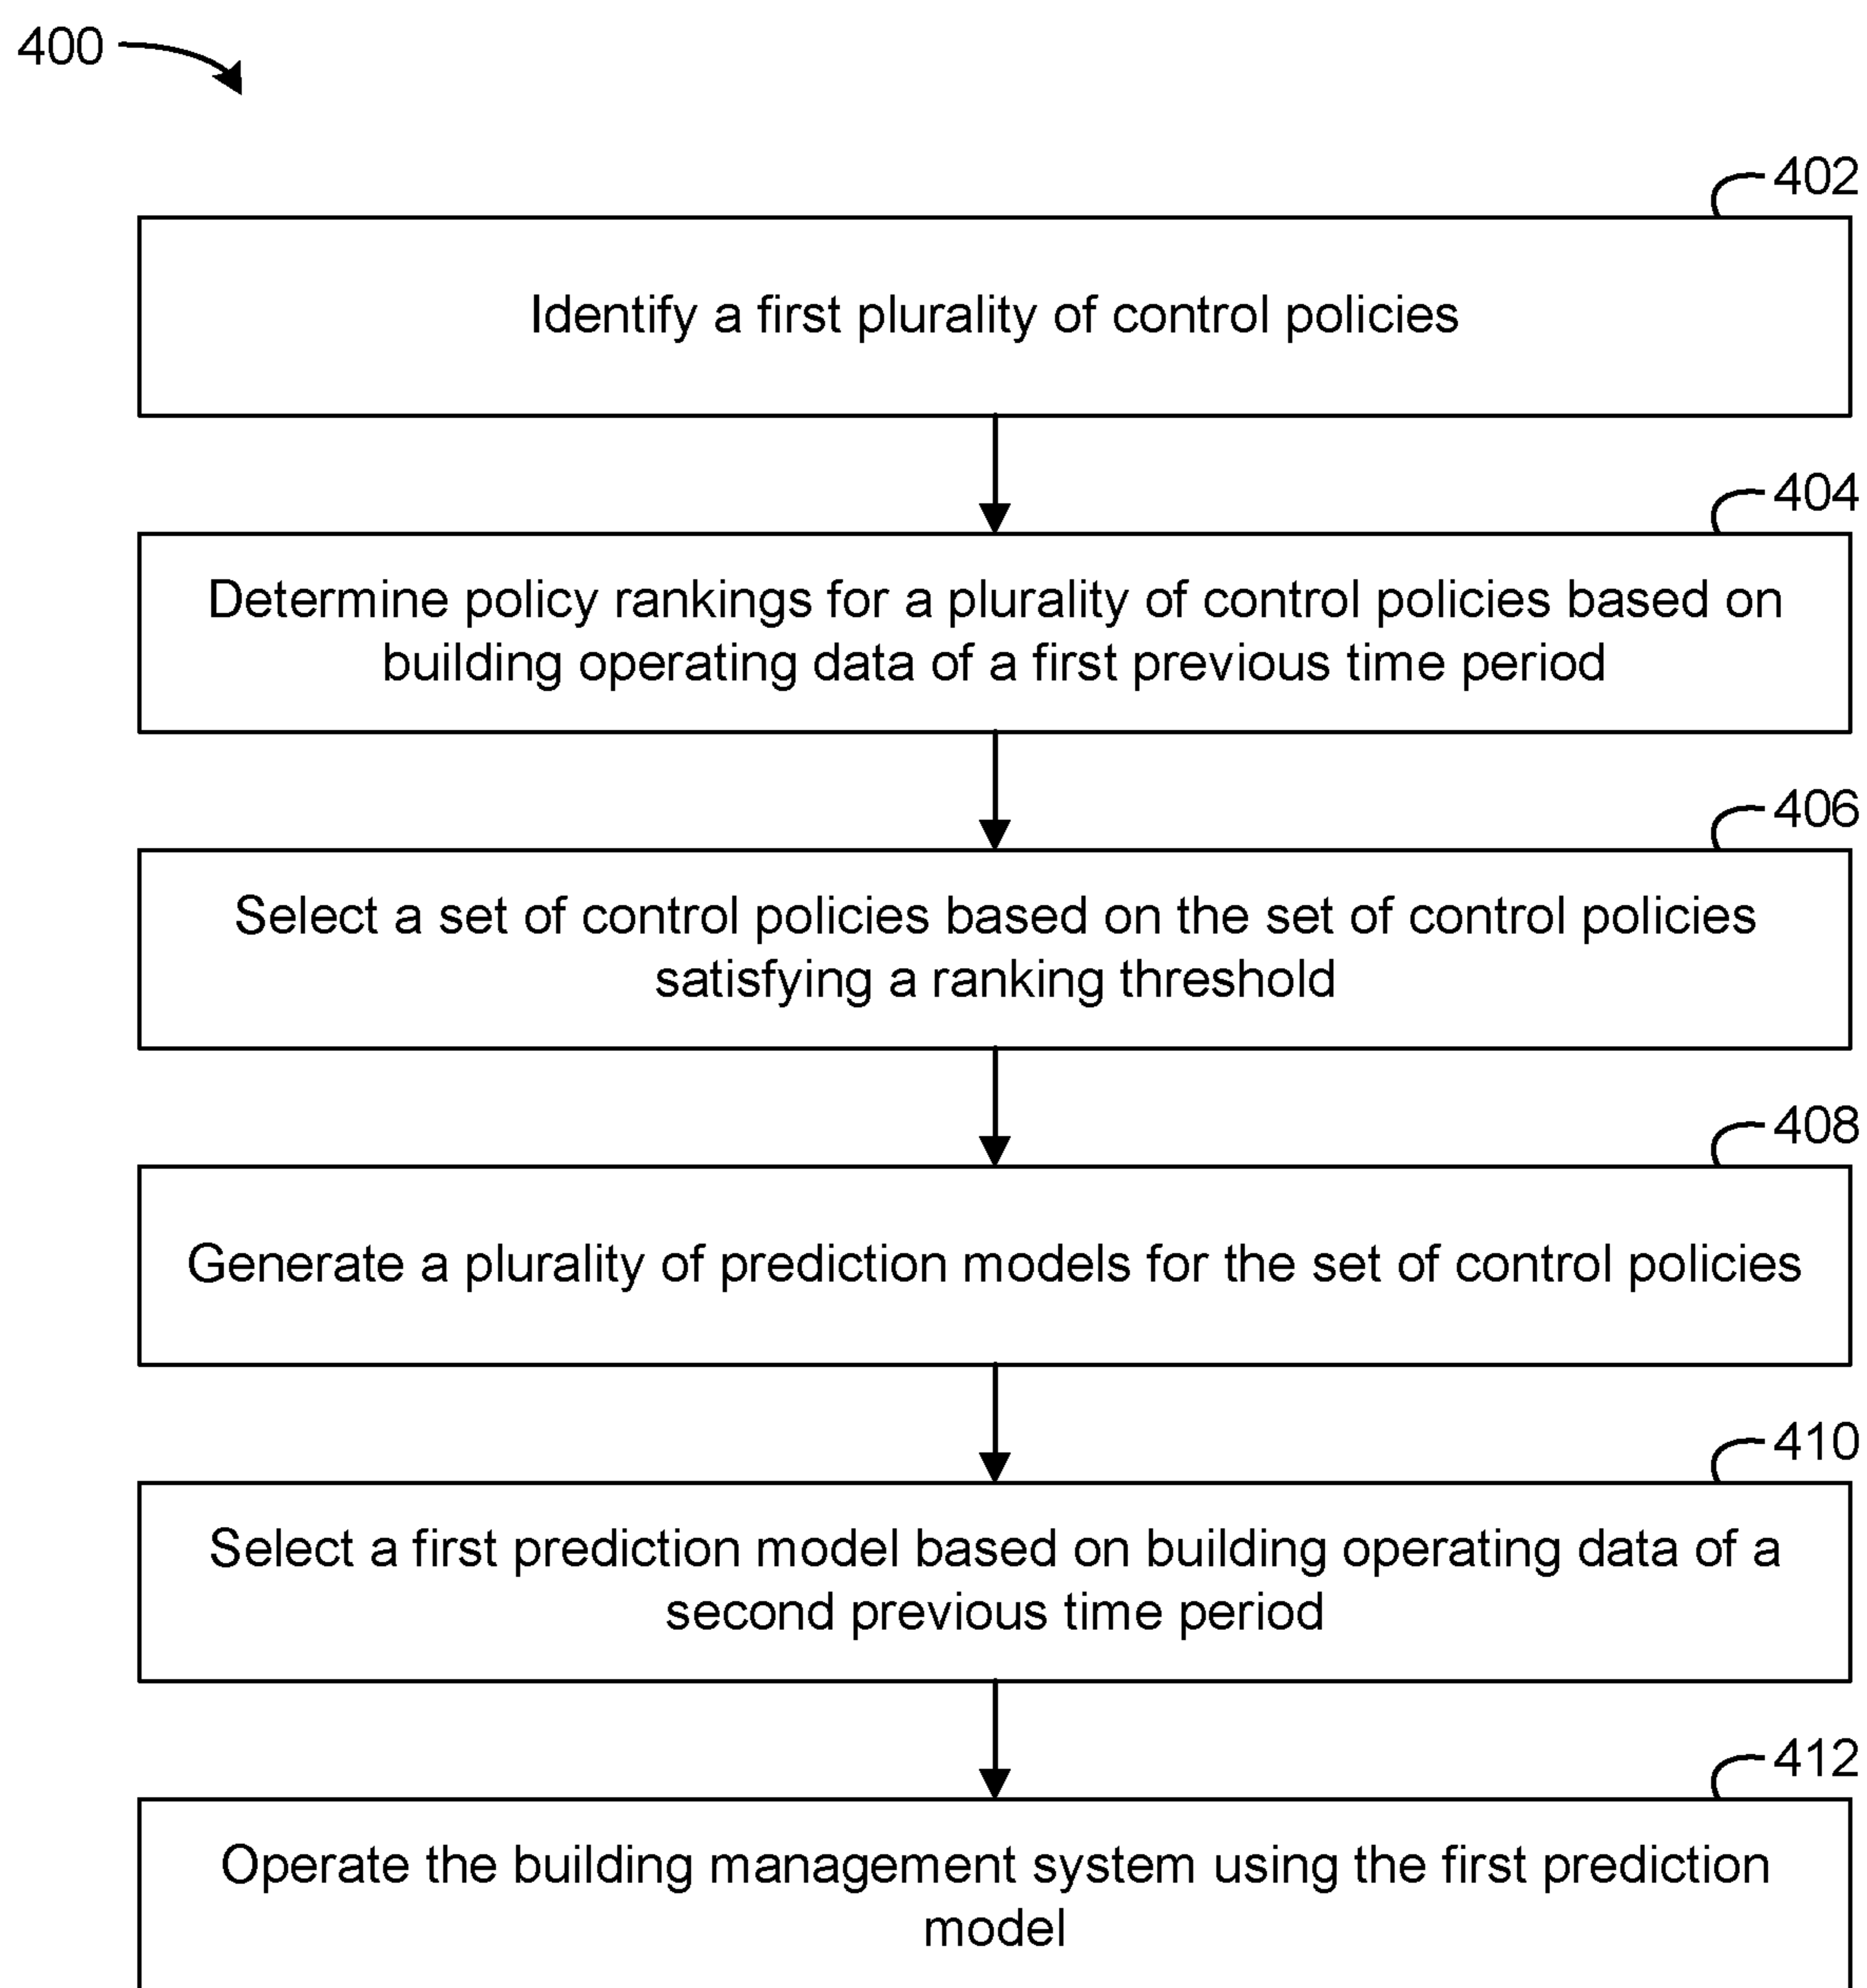 400
402
Identify a first plurality of control policies
404
Determine policy rankings for a plurality of control policies based on
building operating data of a first previous time period
406
Select a set of control policies based on the set of control policies
satisfying a ranking threshold
408
Generate a plurality of prediction models for the set of control policies
410
Select a first prediction model based on building operating data of a
second previous time period
412
Operate the building management system using the first prediction
model